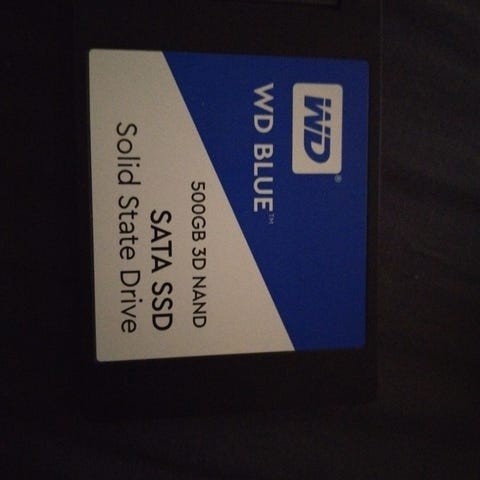 WD®
WD BLUE™
500GB 3D NAND
SATA SSD
Solid State Drive